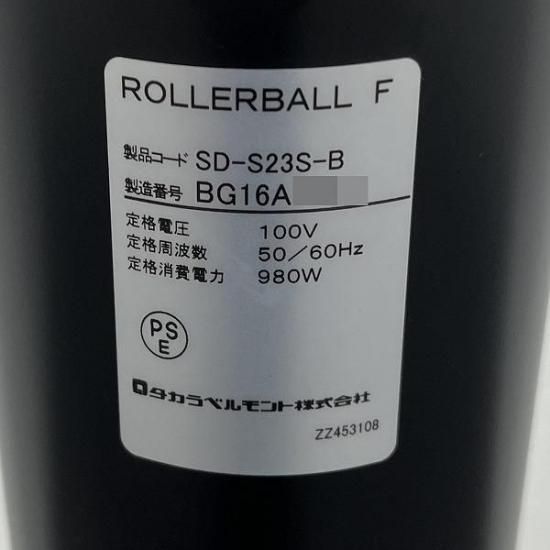 ROLLERBALL F
製品コード SD-S23S-B
製造番号 BG16A
定格電圧 100V
定格周波数 50/60Hz
定格消費電力 980W
PS
E
タカラベルモント株式会社
ZZ453108